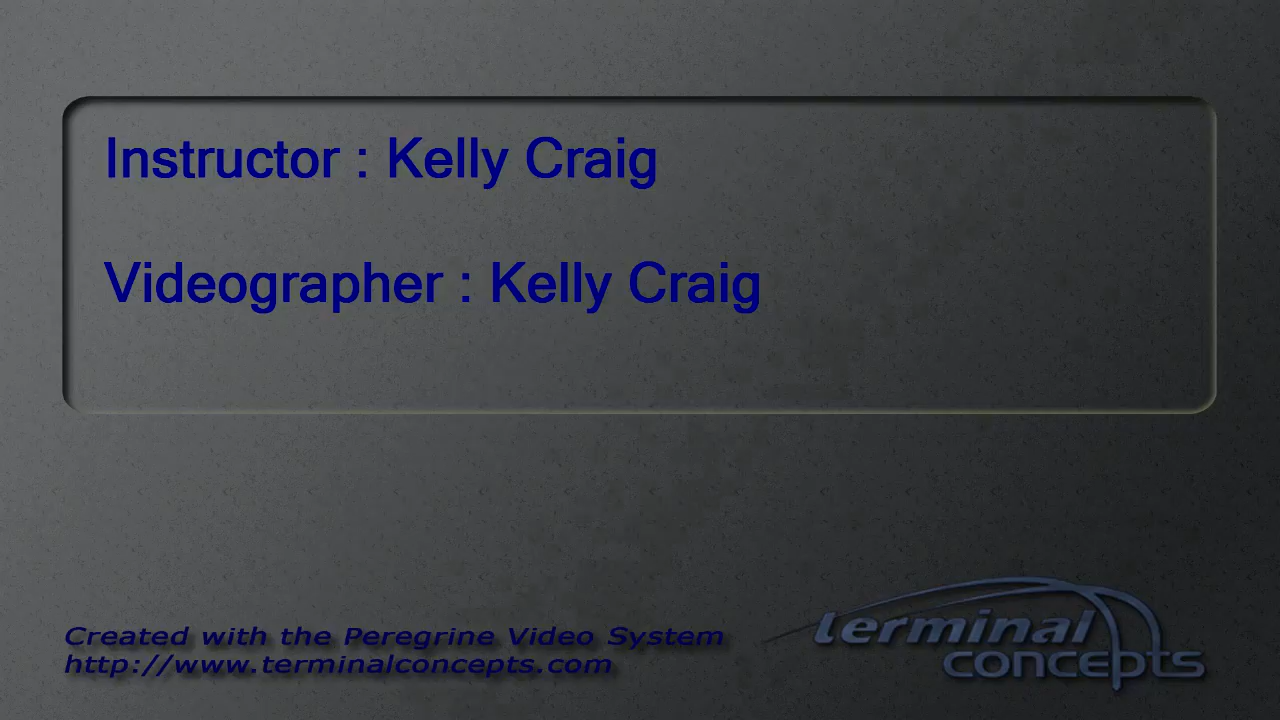 Instructor : Kelly Craig
Videographer : Kelly Craig
Created with the Peregrine Video System
http://www.terminalconcepts.com
terminal
concepts